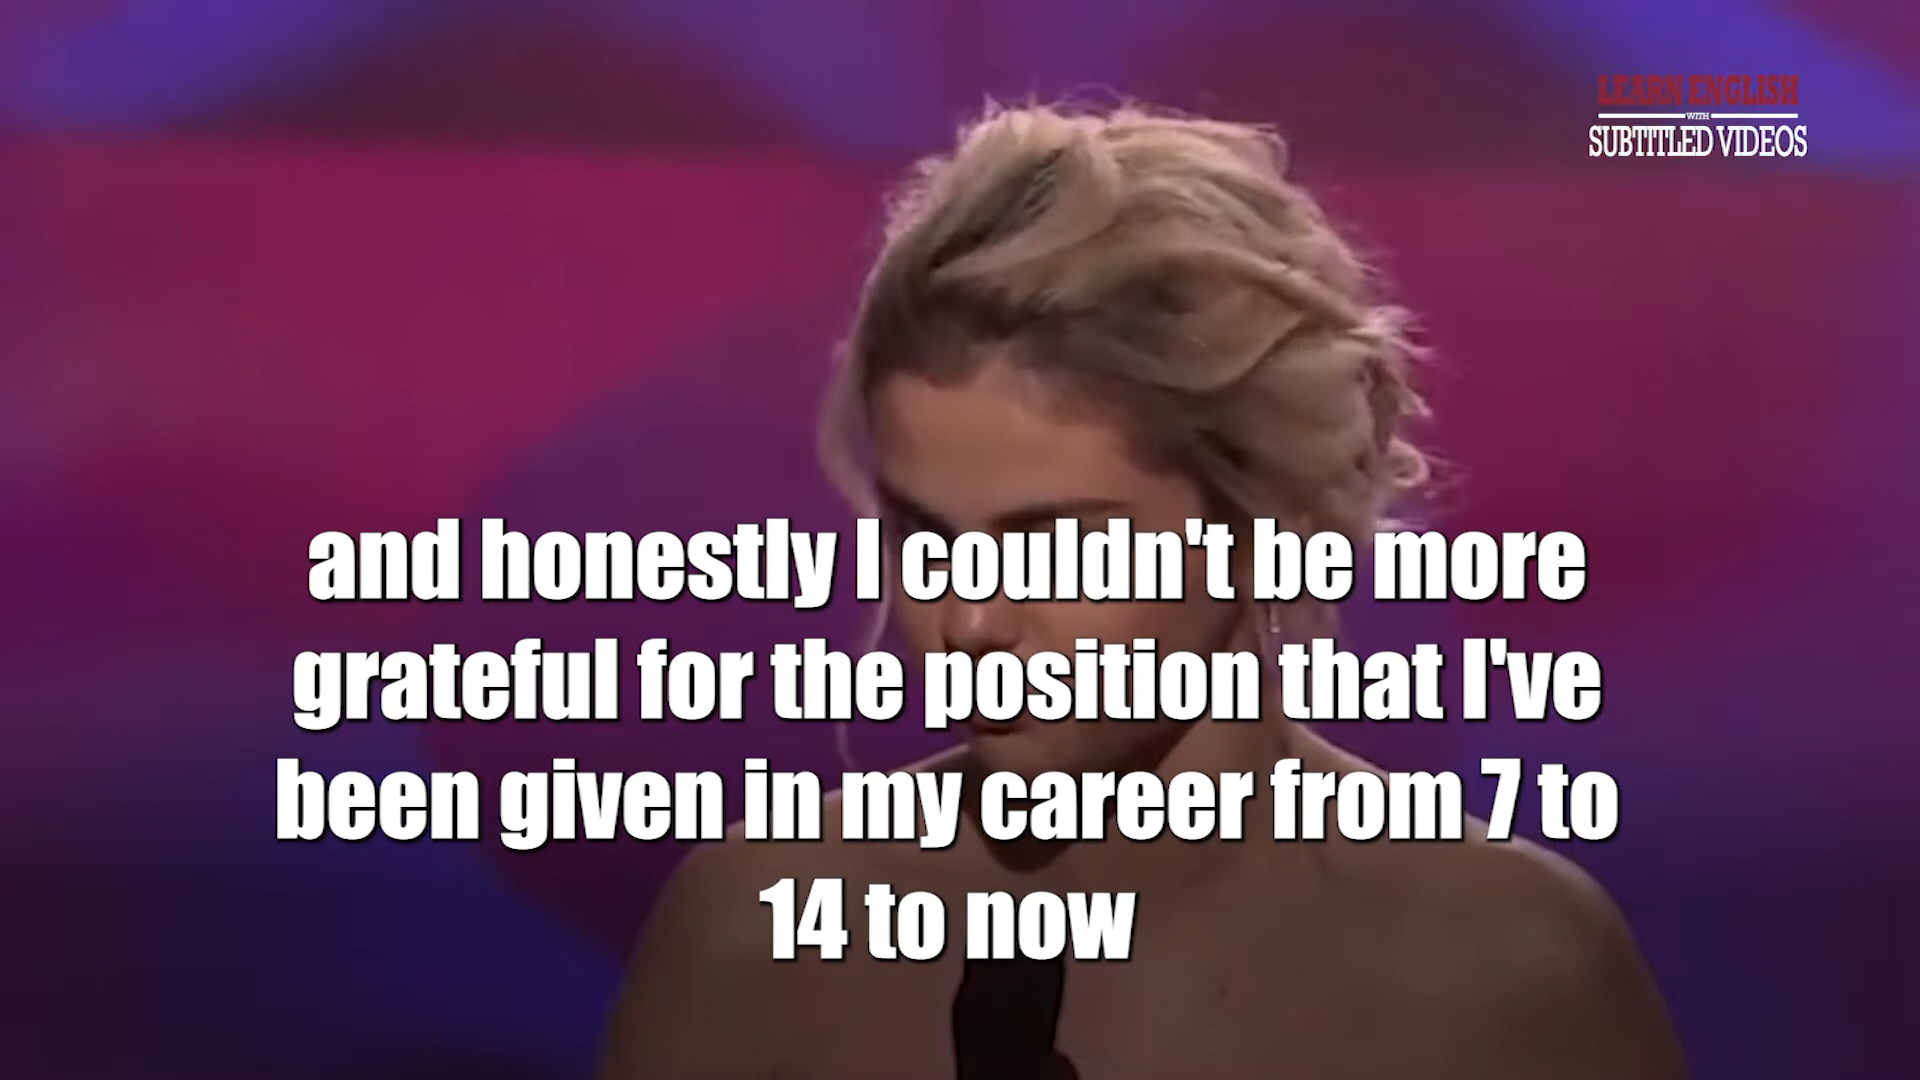 LEARN ENGLISH
WITH
SUBTITLED VIDEOS
and honestly I couldn't be more
grateful for the position that I've
been given in my career from 7 to
14 to now